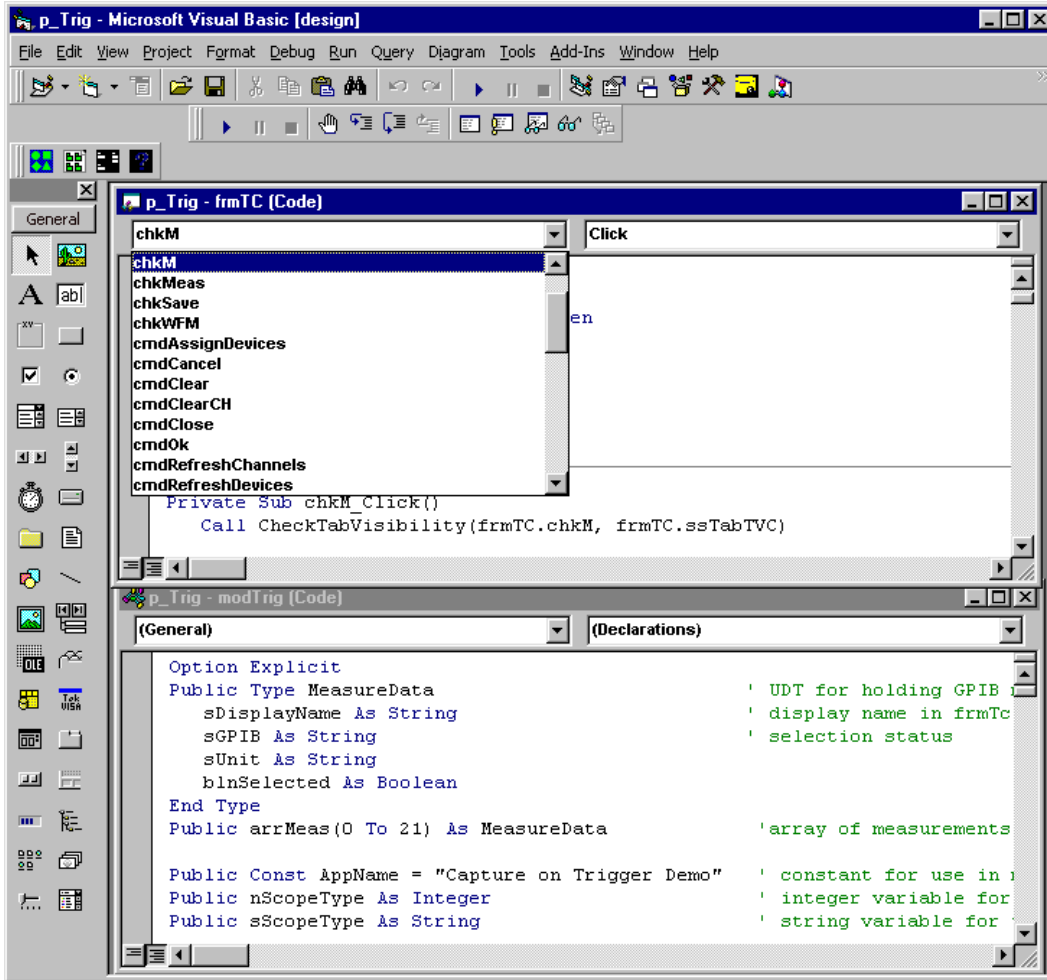 p_Trig - Microsoft Visual Basic [design]
File Edit View Project Format Debug Run Query Diagram Tools Add-Ins Window Help
General
A ab|
xv
OLE
Tek
VISA
p_Trig - frmTC (Code)
chkM Click
chkM
chkMeas
chkSave
chkWFM
cmdAssignDevices
cmdCancel
cmdClear
cmdClearCH
cmdClose
cmdOk
cmdRefreshChannels
cmdRefreshDevices
en
Private Sub chkM_Click()
Call CheckTabVisibility(frmTC.chkM, frmTC.ssTabTVC)
p_Trig - modTrig (Code)
(General) (Declarations)
Option Explicit
Public Type MeasureData ' UDT for holding GPIB
sDisplayName As String ' display name in frmTc
sGPIB As String ' selection status
sUnit As String
blnSelected As Boolean
End Type
Public arrMeas(0 To 21) As MeasureData 'array of measurements
Public Const AppName = "Capture on Trigger Demo" ' constant for use in
Public nScopeType As Integer ' integer variable for
Public sScopeType As String ' string variable for